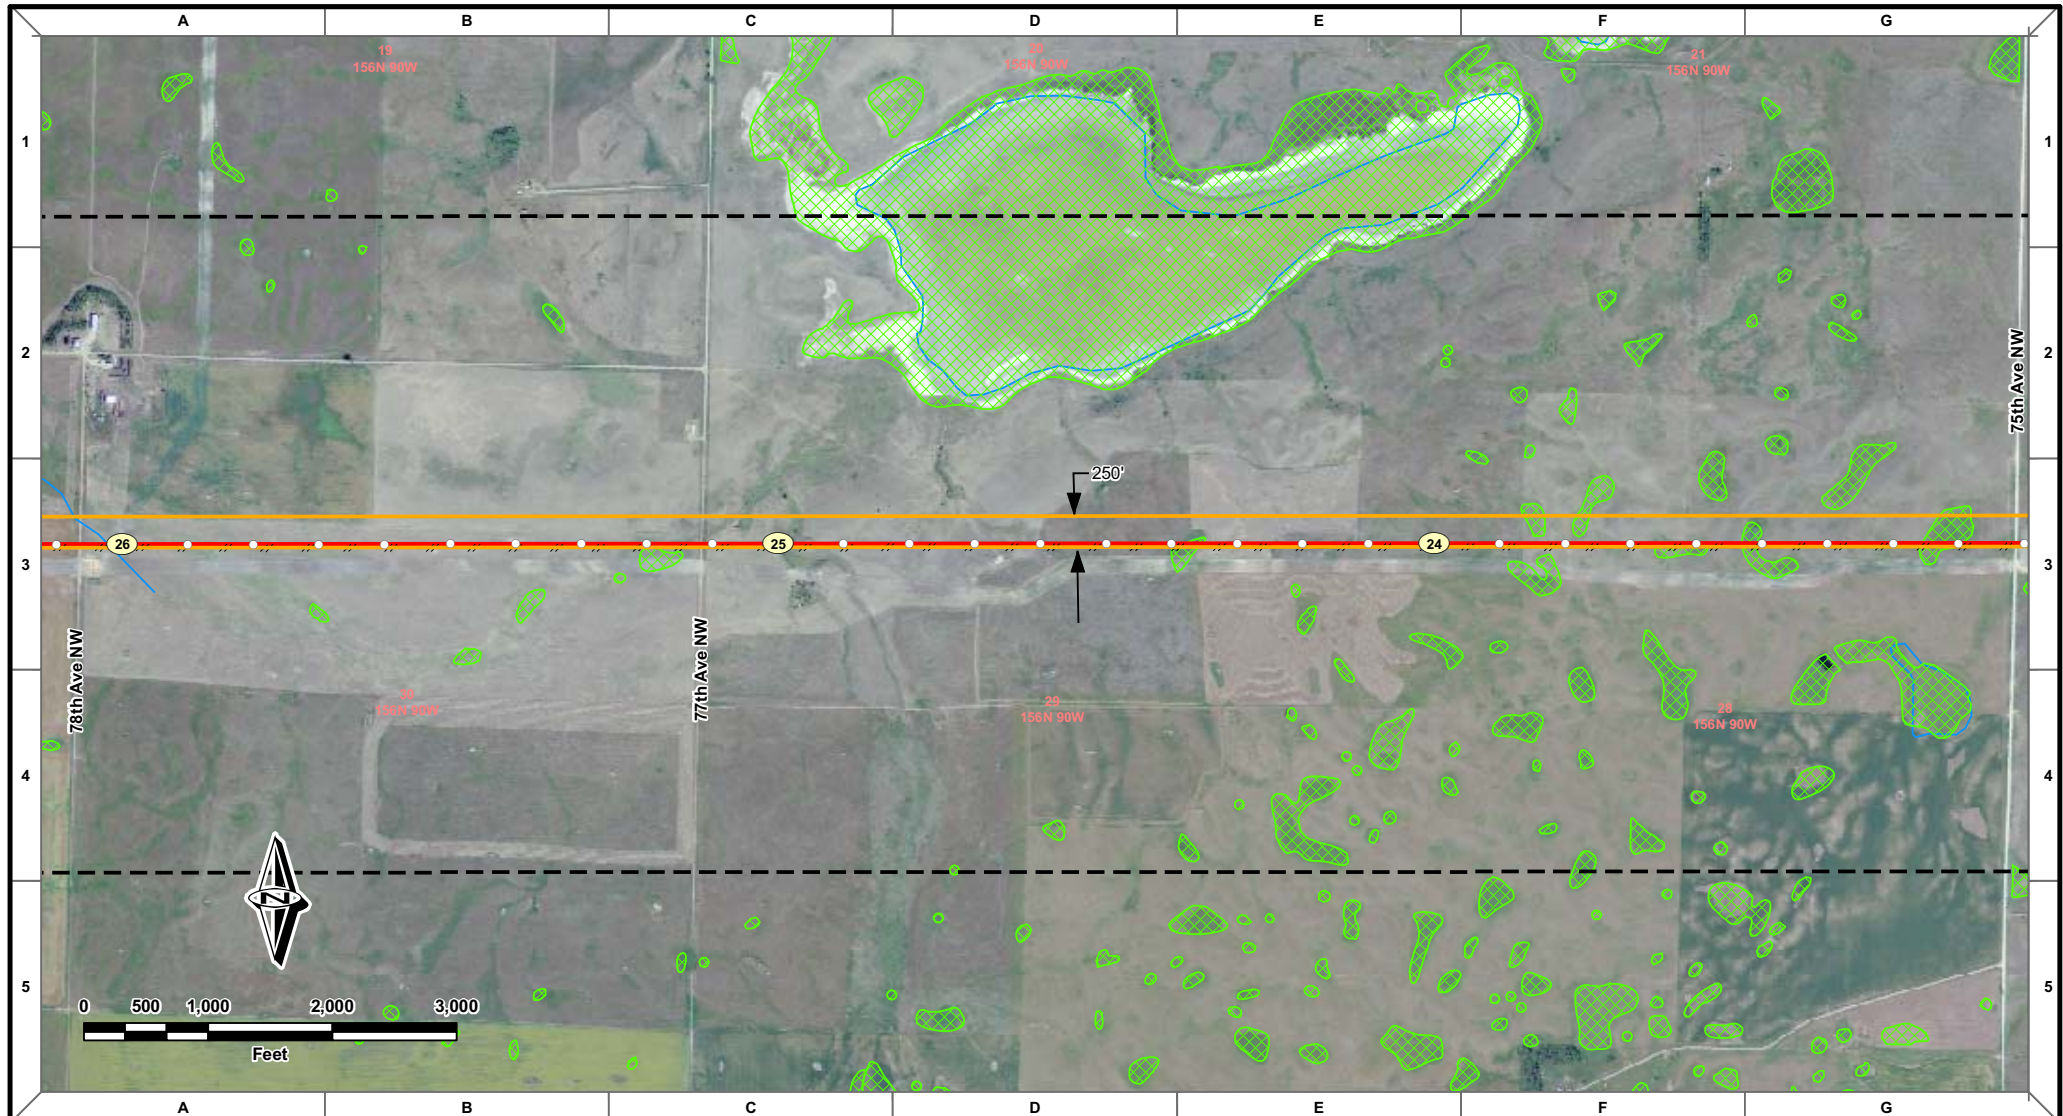 A B C D E F G
19
156N 90W
20
156N 90W
21
156N 90W
1 1
2 2
75th Ave NW
250'
26 25 24
3 3
78th Ave NW
77th Ave NW
30
156N 90W
29
156N 90W
28
156N 90W
4 4
N
5 5
0 500 1,000 2,000 3,000
Feet
A B C D E F G